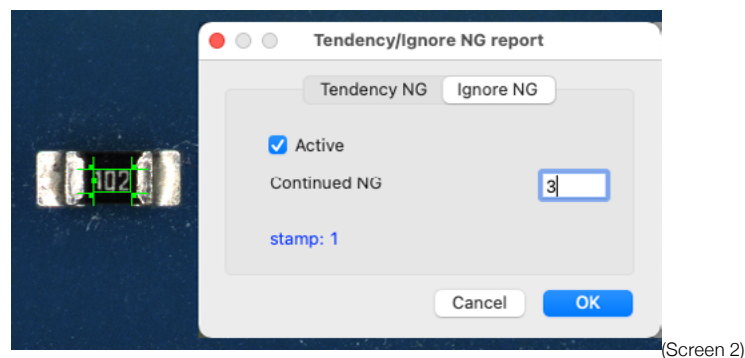 Tendency/Ignore NG report
Tendency NG Ignore NG
Active
102
Continued NG 3
stamp: 1
Cancel OK
(Screen 2)